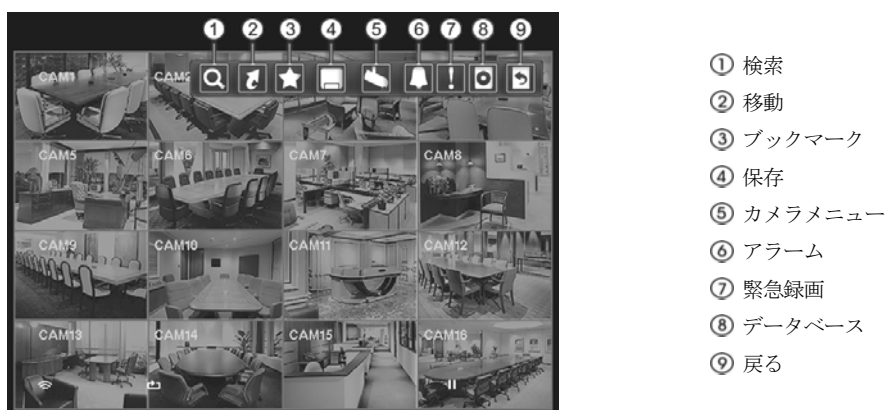 ① ② ③ ④ ⑤ ⑥ ⑦ ⑧ ⑨
CAM1
CAM2
CAM5 CAM6 CAM7 CAM8
CAM9 CAM10 CAM11 CAM12
CAM13 CAM14 CAM15 CAM16
① 検索
② 移動
③ ブックマーク
④ 保存
⑤ カメラメニュー
⑥ アラーム
⑦ 緊急録画
⑧ データベース
⑨ 戻る